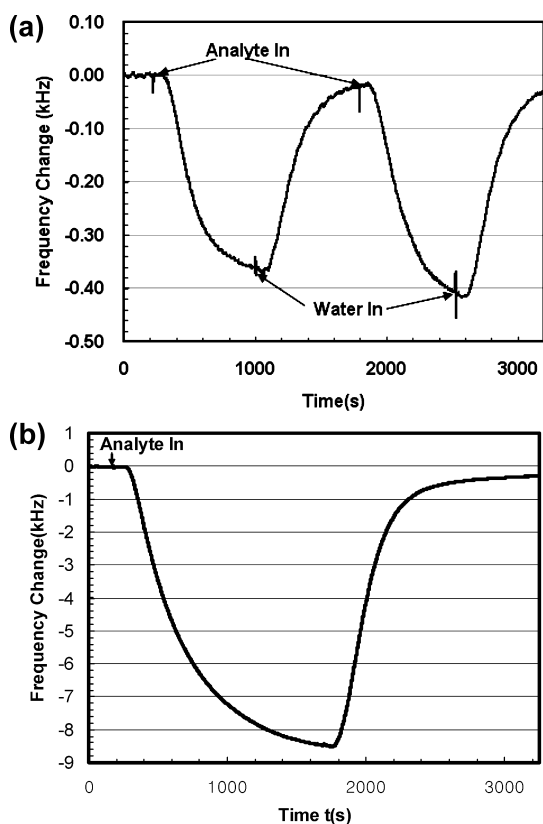 (a)
0.10
0.00
-0.10
-0.20
-0.30
-0.40
-0.50
Frequency Change (kHz)
Analyte In
Water In
0 1000 2000 3000
Time(s)
(b)
1
0
-1
-2
-3
-4
-5
-6
-7
-8
-9
Frequency Change(kHz)
Analyte In
0 1000 2000 3000
Time t(s)